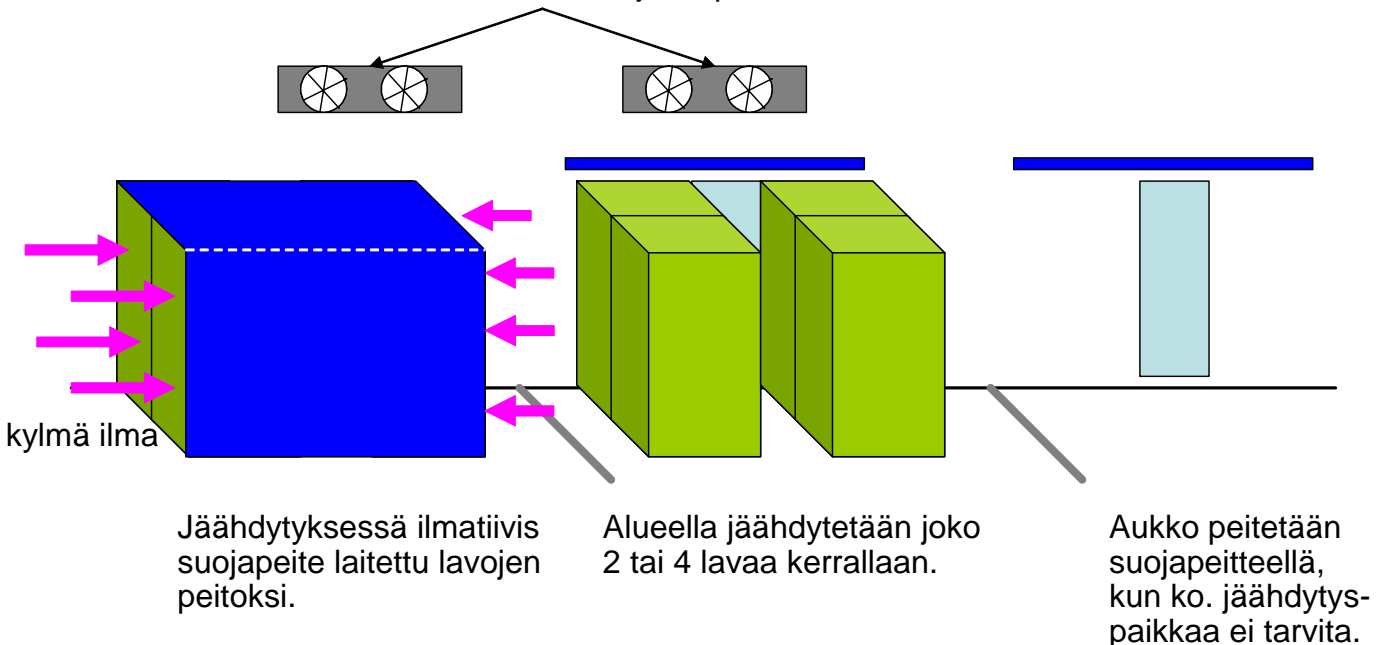 kylmä ilma
Jäähdytyksessä ilmatiivis
suojapeite laitettu lavojen
peitoksi.
Alueella jäähdytetään joko
2 tai 4 lavaa kerrallaan.
Aukko peitetään
suojapeitteellä,
kun ko. jäähdytys-
paikkaa ei tarvita.